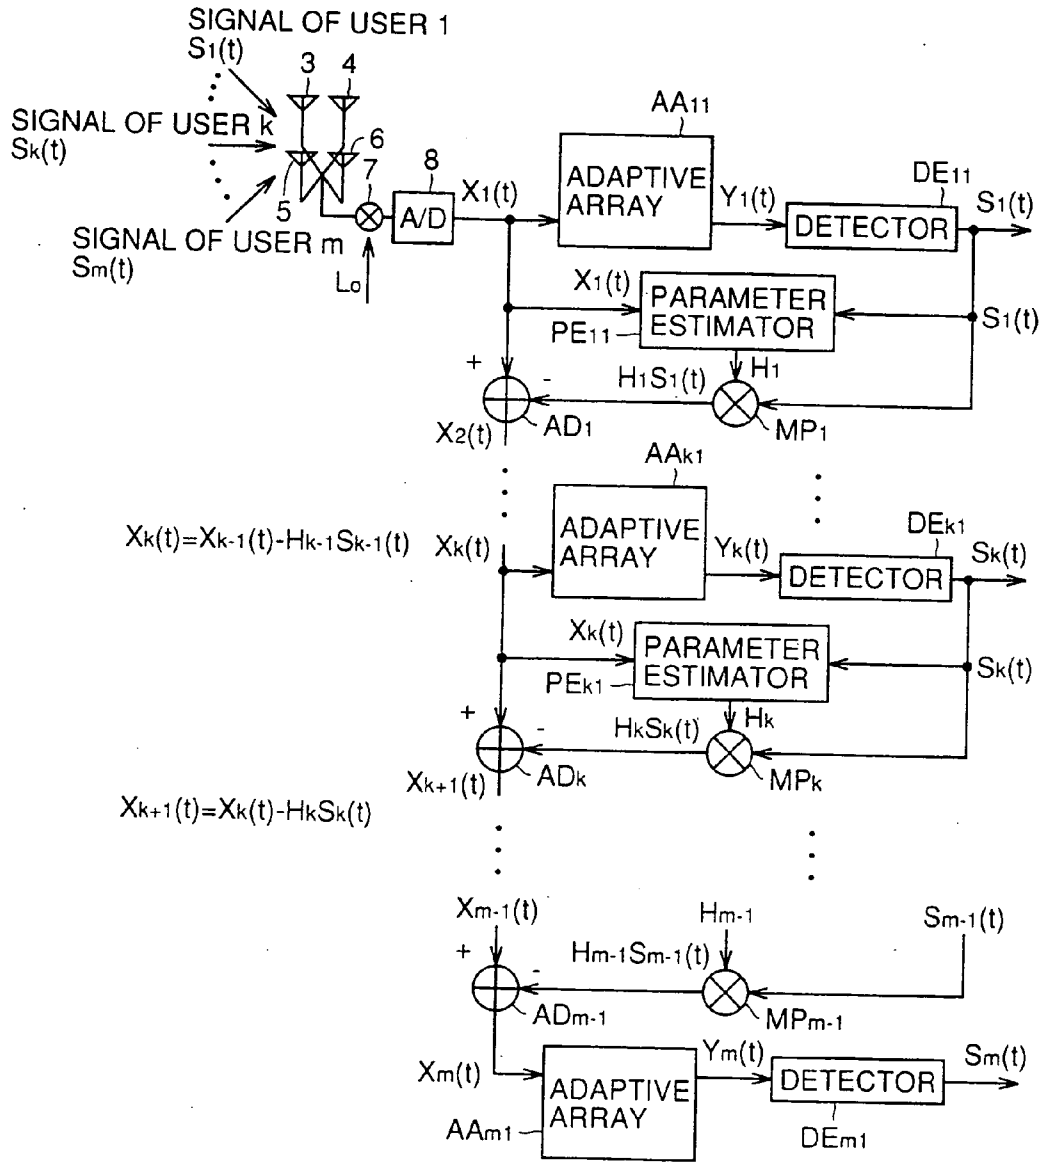 SIGNAL OF USER 1
S1(t)
3 4
SIGNAL OF USER k
Sk(t)
6
5
7
8
A/D
SIGNAL OF USER m
Sm(t)
Lo
X1(t)
AA11
ADAPTIVE
ARRAY
Y1(t)
DE11
DETECTOR
S1(t)
X1(t)
PARAMETER
ESTIMATOR
PE11
S1(t)
+
-
H1S1(t)
H1
AD1
MP1
X2(t)
AAk1
Xk(t)=Xk-1(t)-Hk-1Sk-1(t)
Xk(t)
ADAPTIVE
ARRAY
Yk(t)
DEk1
DETECTOR
Sk(t)
Xk(t)
PARAMETER
ESTIMATOR
PEk1
Sk(t)
+
-
HkSk(t)
Hk
ADk
MPk
Xk+1(t)
Xk+1(t)=Xk(t)-HkSk(t)
Xm-1(t)
Hm-1
Sm-1(t)
+
-
Hm-1Sm-1(t)
ADm-1
MPm-1
Xm(t)
ADAPTIVE
ARRAY
AAm1
Ym(t)
DETECTOR
DEm1
Sm(t)